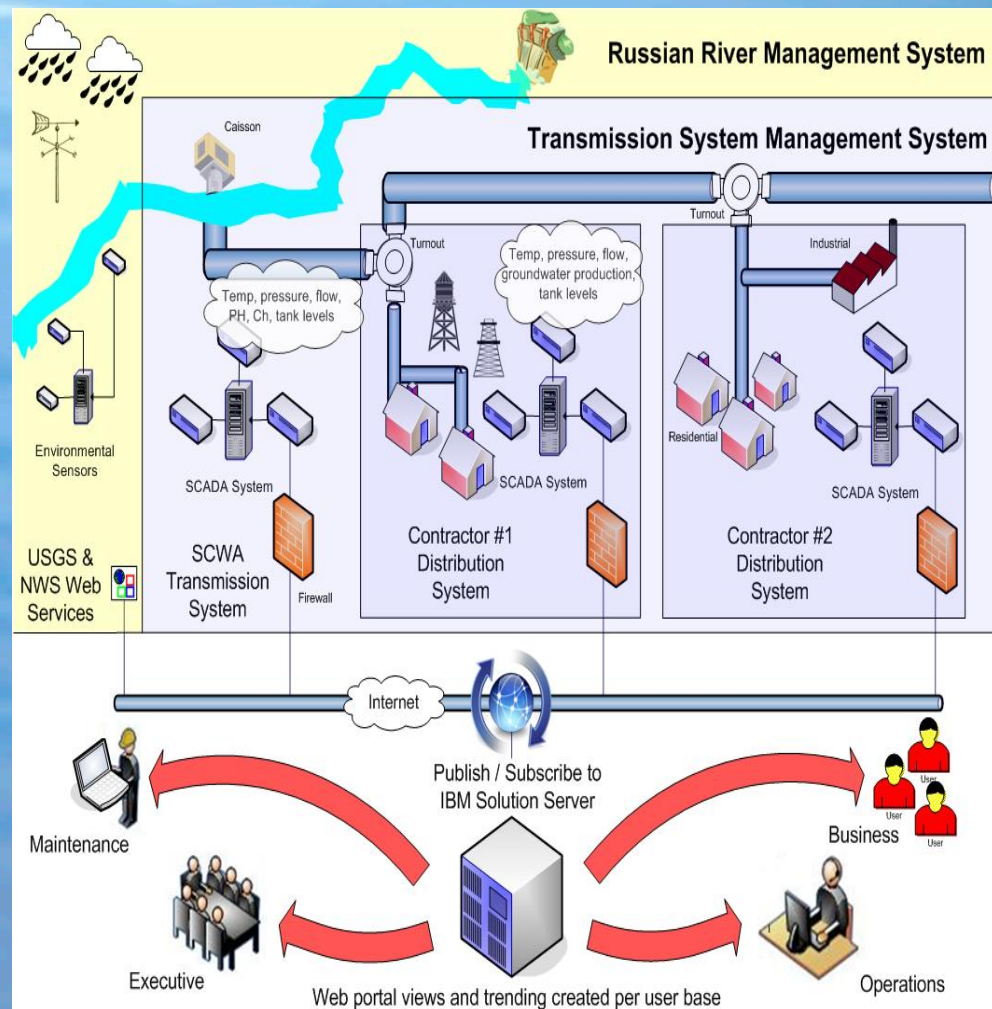 Russian River Management System
Transmission System Management System
Caisson
Turnout
Turnout
Industrial
Temp, pressure, flow,
groundwater production,
tank levels
Temp, pressure, flow,
PH, Ch, tank levels
Residential
Environmental
Sensors
SCADA System
SCADA System
SCADA System
USGS &
NWS Web
Services
SCWA
Transmission
System
Firewall
Contractor #1
Distribution
System
Contractor #2
Distribution
System
Internet
Publish / Subscribe to
IBM Solution Server
Maintenance
User
User
User
Business
Executive
Operations
Web portal views and trending created per user base